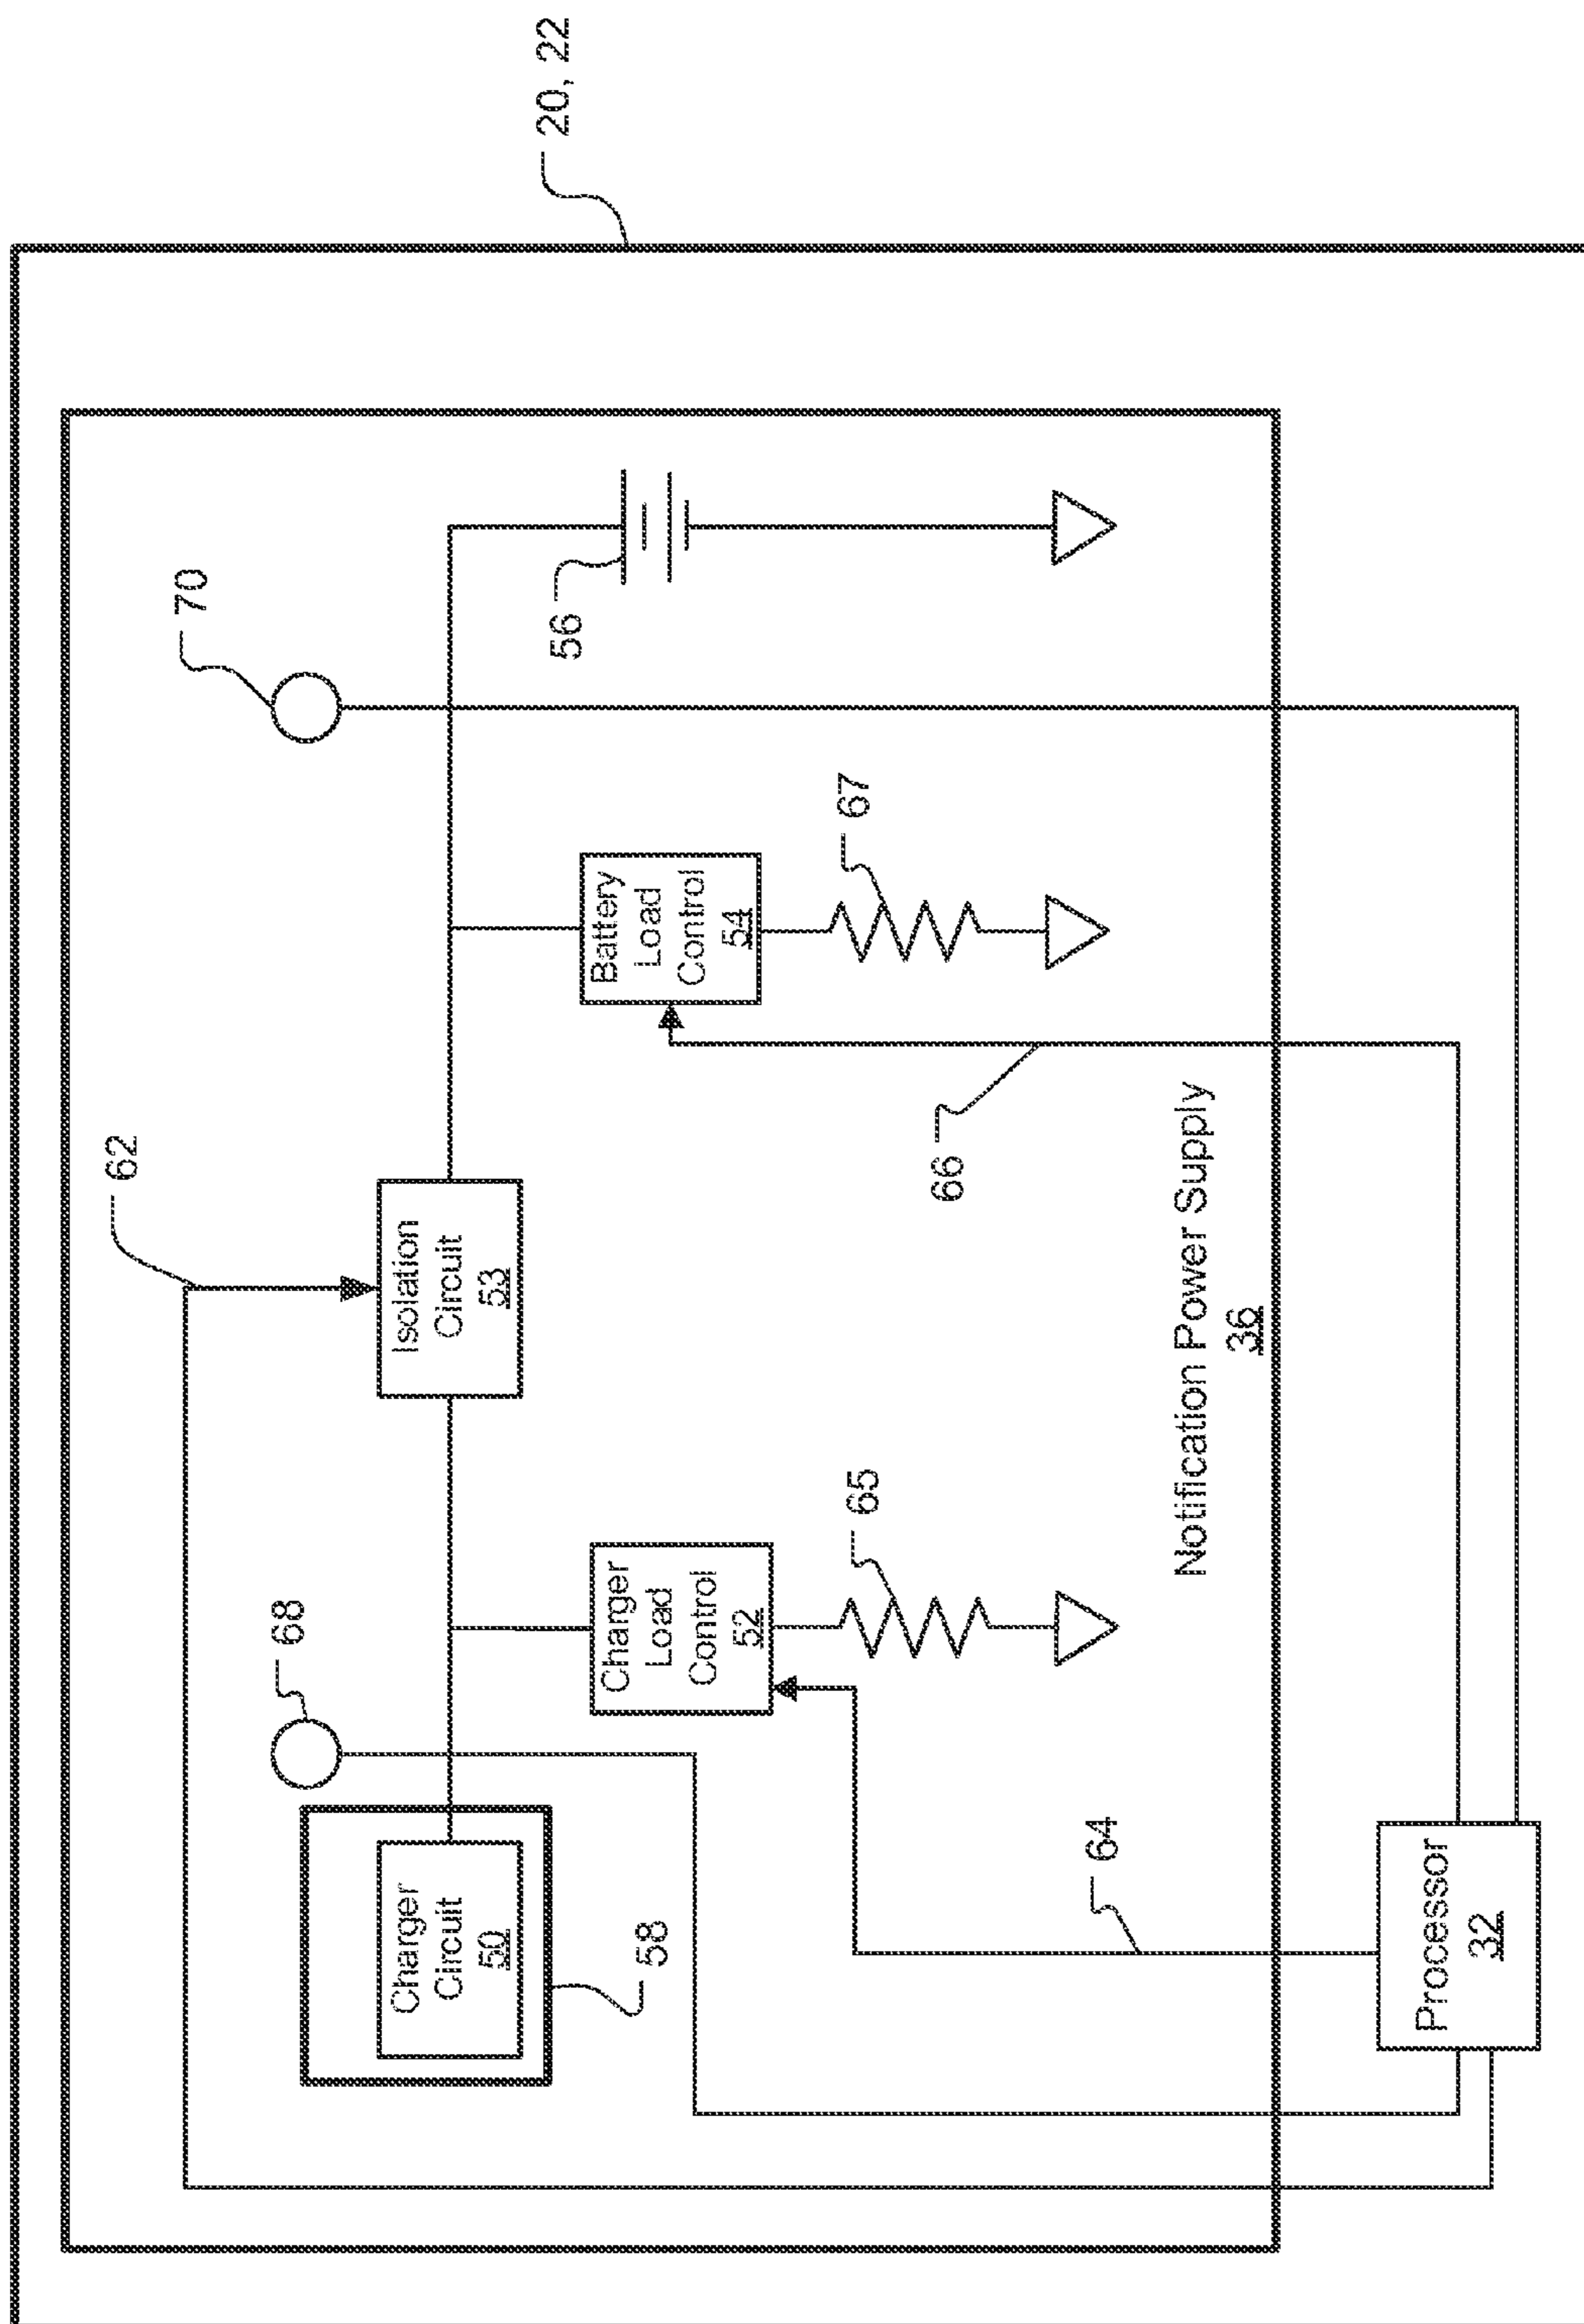 20, 22
62
70
68
Charger
Circuit
50
58
Isolation
Circuit
53
56
Charger
Load
Control
52
65
Battery
Load
Control
54
67
66
64
Notification Power Supply
36
Processor
32